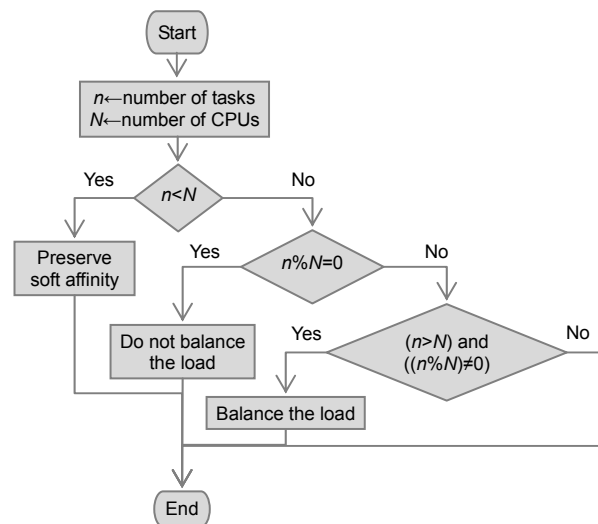 Start
n←number of tasks
N←number of CPUs
Yes
No
n<N
Preserve
soft affinity
Yes
No
n%N=0
Do not balance
the load
Yes
No
(n>N) and
((n%N)≠0)
Balance the load
End